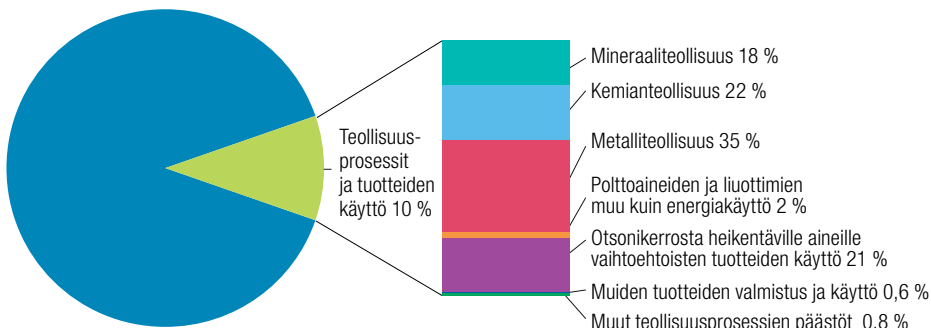 Teollisuus-
prosessit
ja tuotteiden
käyttö 10 %
Mineraaliteollisuus 18 %
Kemianteollisuus 22 %
Metalliteollisuus 35 %
Polttoaineiden ja liuottimien
muu kuin energiakäyttö 2 %
Otsonikerrosta heikentäville aineille
vaihtoehtoisten tuotteiden käyttö 21 %
Muiden tuotteiden valmistus ja käyttö 0,6 %
Muut teollisuusprosessien päästöt 0,8 %